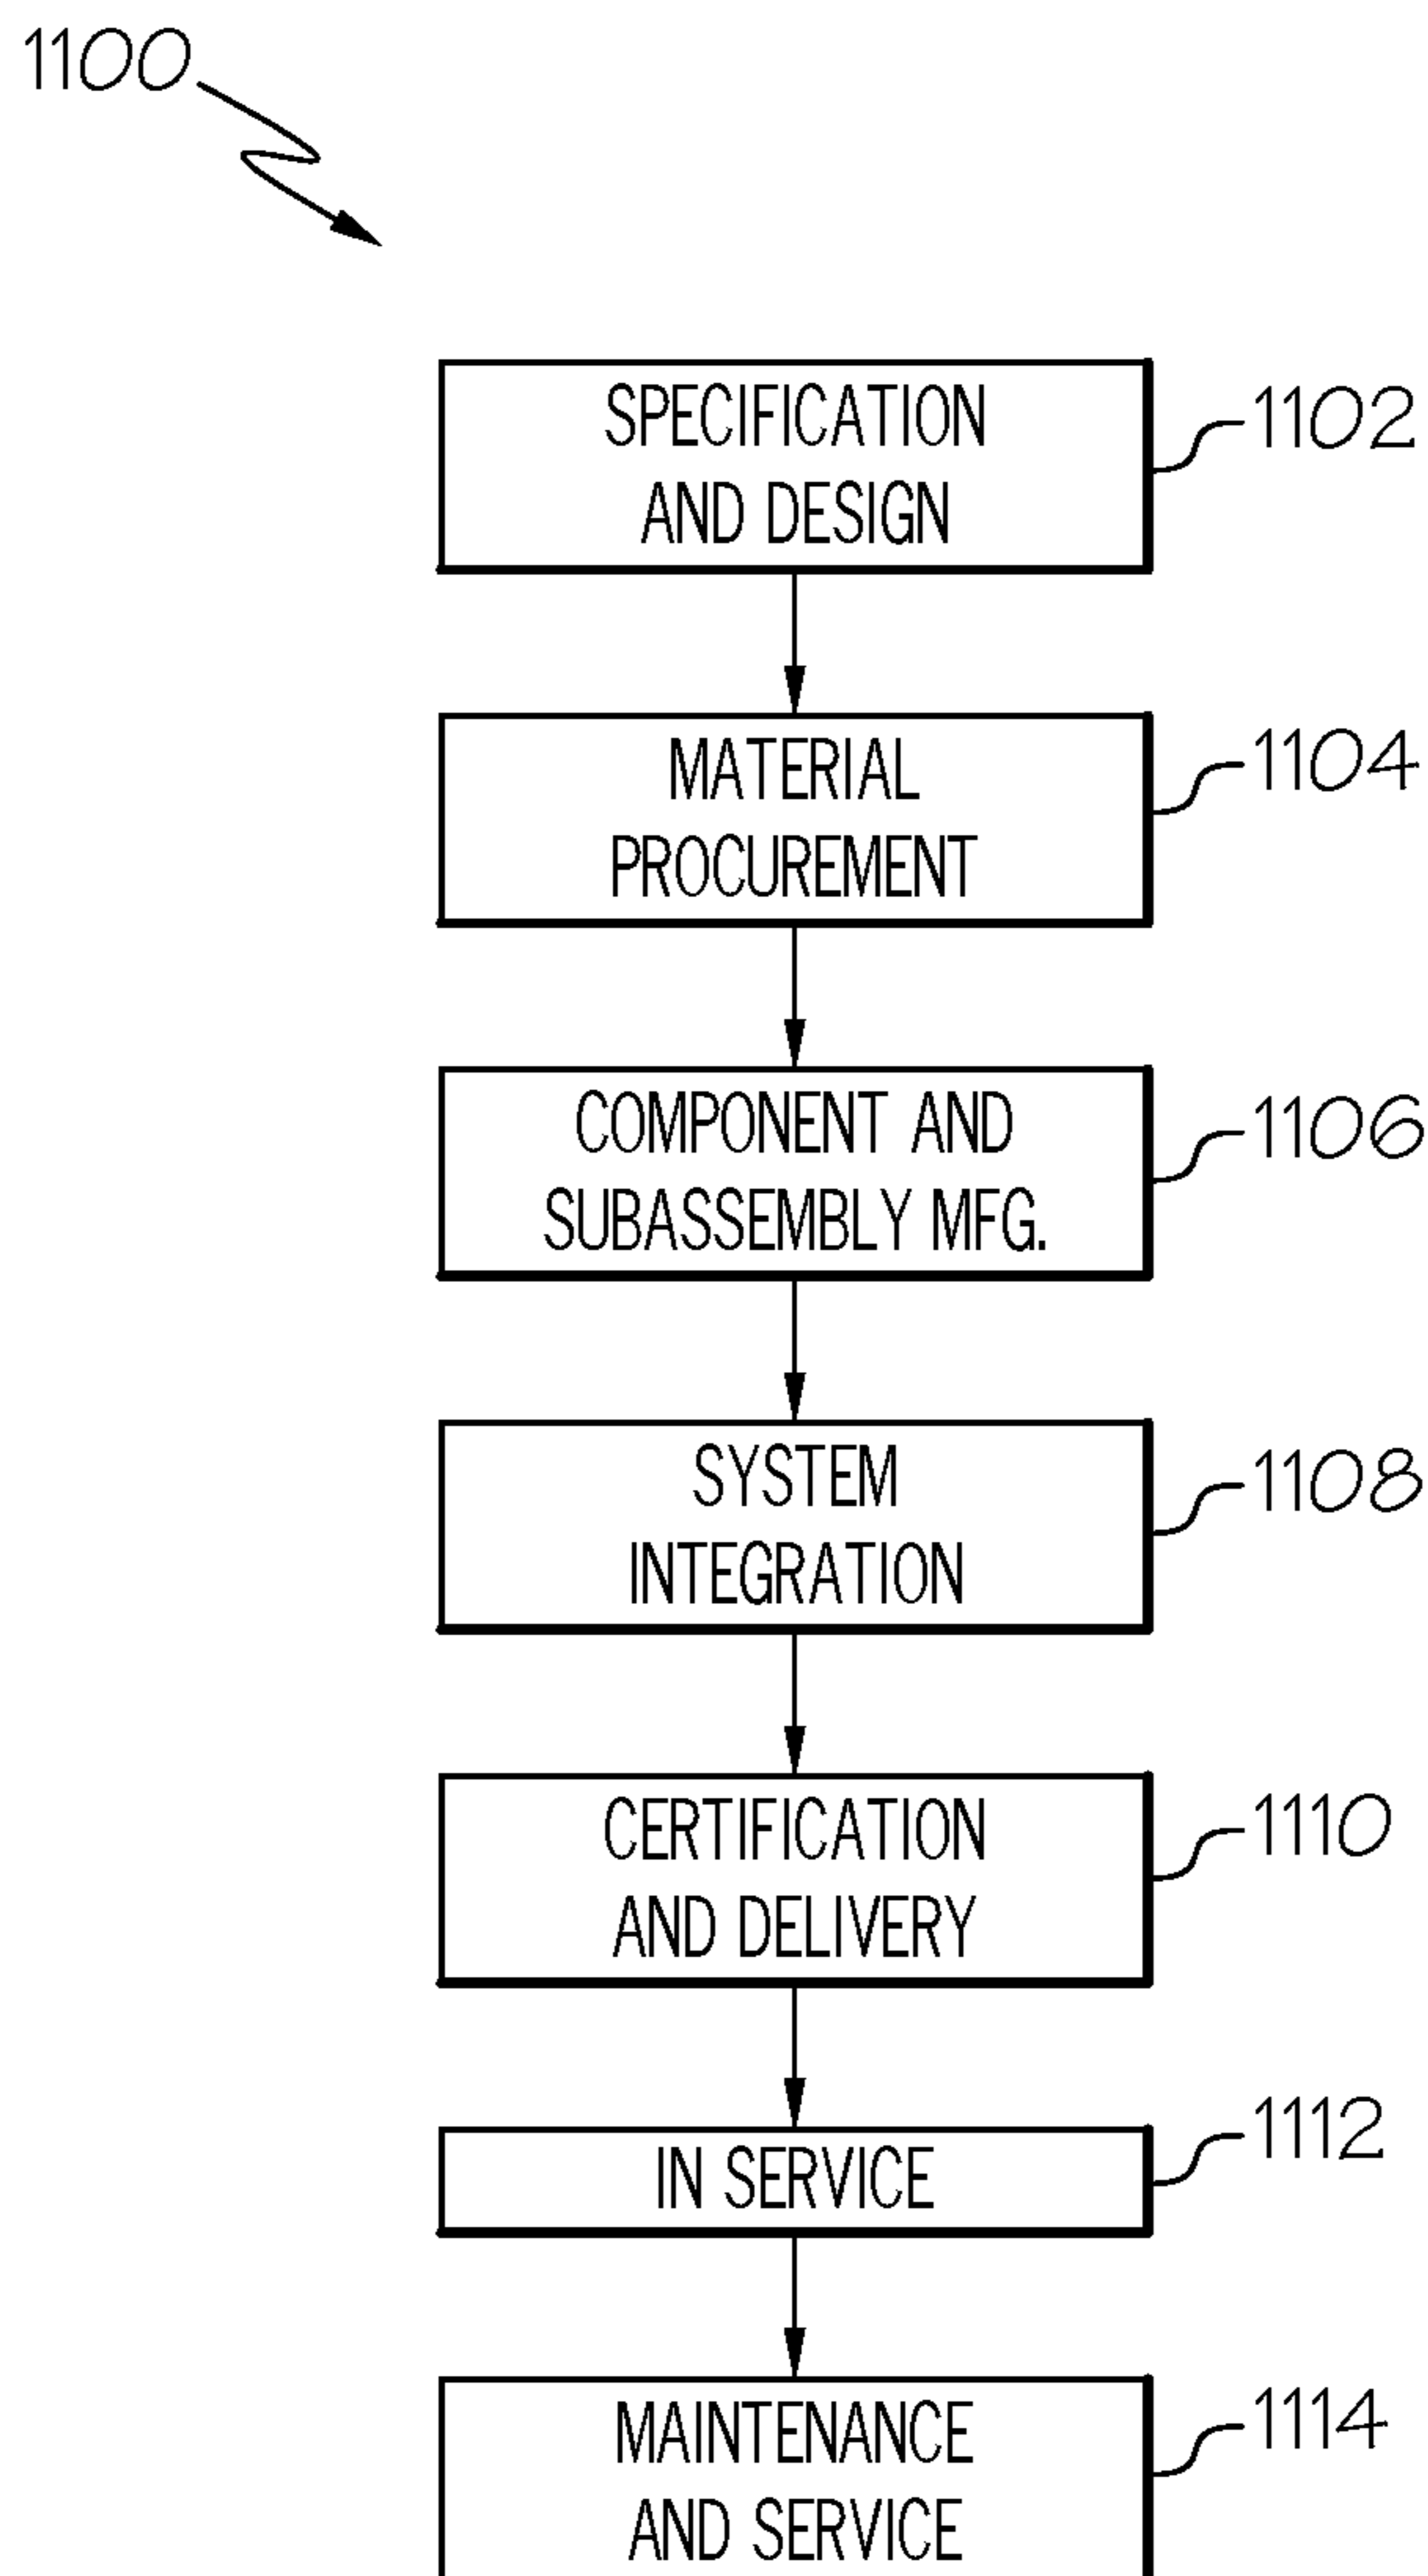 1100
SPECIFICATION
AND DESIGN
1102
MATERIAL
PROCUREMENT
1104
COMPONENT AND
SUBASSEMBLY MFG.
1106
SYSTEM
INTEGRATION
1108
CERTIFICATION
AND DELIVERY
1110
IN SERVICE
1112
MAINTENANCE
AND SERVICE
1114